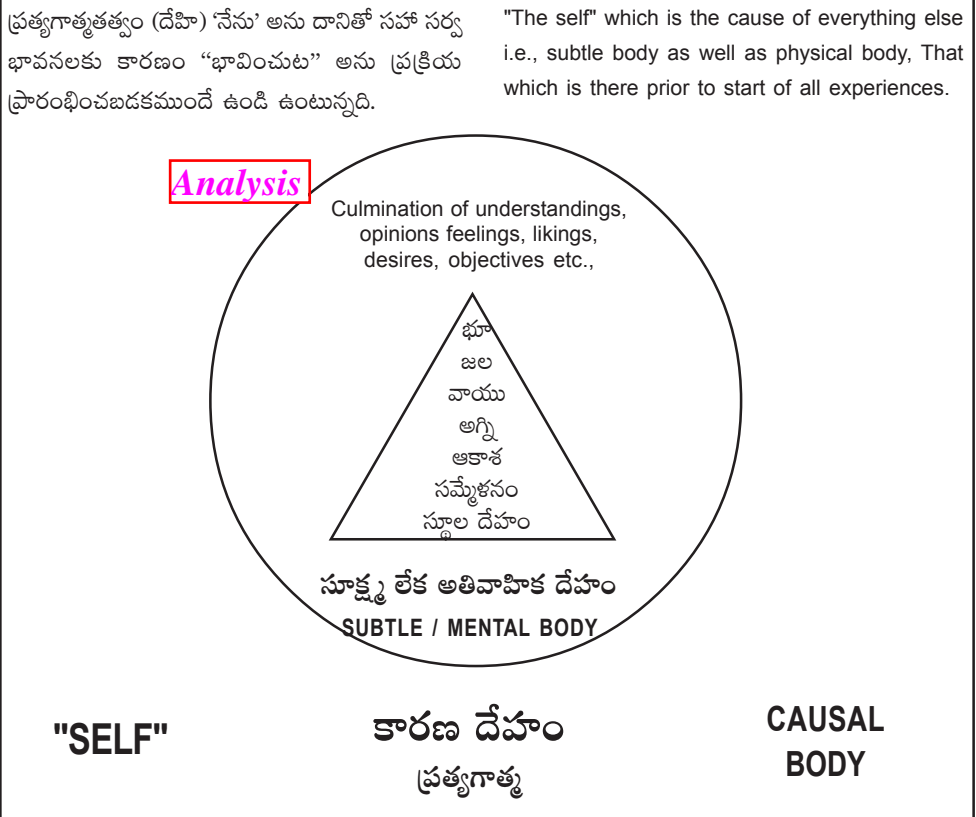 ప్రత్యగాత్మతత్వం (దేహి) ‘నేను’ అను దానితో సహా సర్వ
భావనలకు కారణం “భావించుట” అను ప్రక్రియ
ప్రారంభించబడకముందే ఉండి ఉంటున్నది.
"The self" which is the cause of everything else
i.e., subtle body as well as physical body, That
which is there prior to start of all experiences.
Analysis
Culmination of understandings,
opinions feelings, likings,
desires, objectives etc.,
భూ
జల
వాయు
అగ్ని
ఆకాశ
సమ్మేళనం
స్థూల దేహం
సూక్ష్మ లేక అతివాహిక దేహం
SUBTLE / MENTAL BODY
"SELF"
కారణ దేహం
ప్రత్యగాత్మ
CAUSAL
BODY